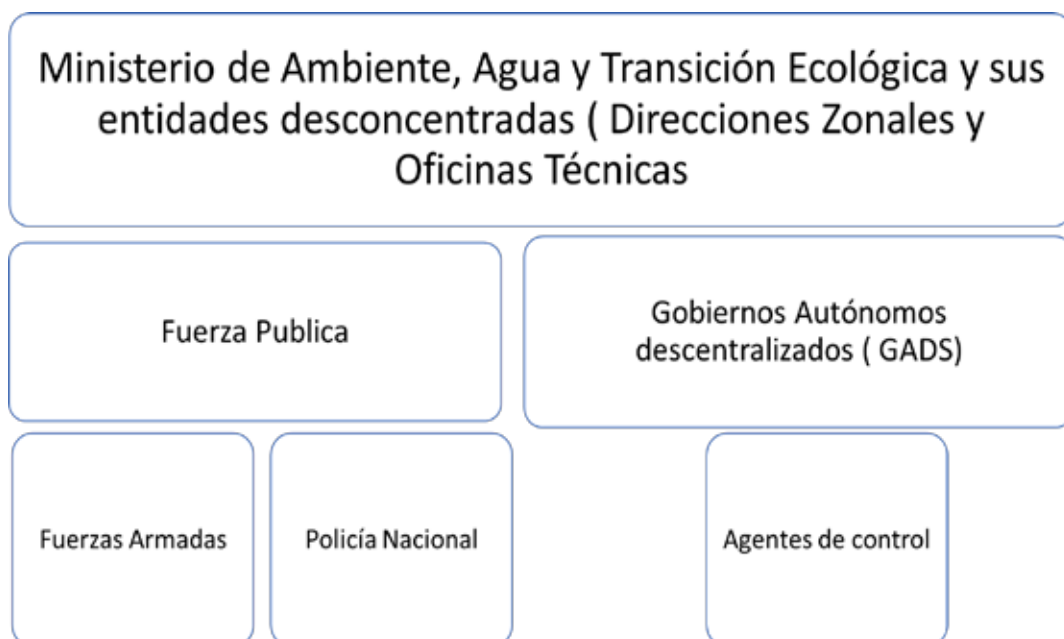 Ministerio de Ambiente, Agua y Transición Ecológica y sus
entidades desconcentradas ( Direcciones Zonales y
Oficinas Técnicas
Fuerza Publica
Gobiernos Autónomos
descentralizados ( GADS)
Fuerzas Armadas
Policía Nacional
Agentes de control